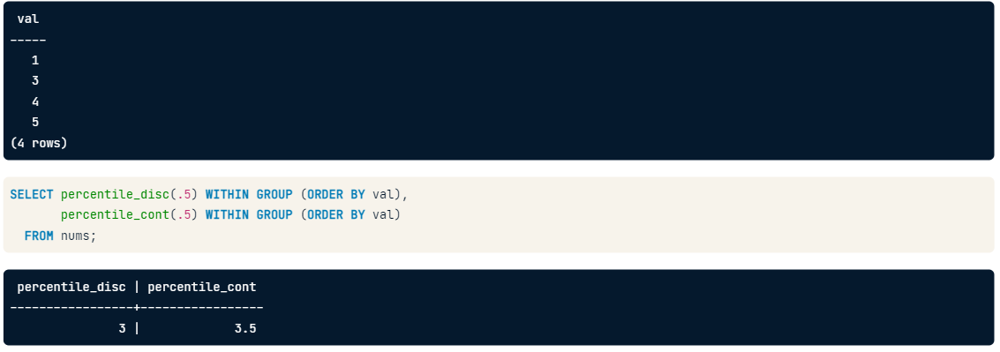 val
-----
1
3
4
5
(4 rows)
SELECT percentile_disc(.5) WITHIN GROUP (ORDER BY val),
percentile_cont(.5) WITHIN GROUP (ORDER BY val)
FROM nums;
percentile_disc | percentile_cont
-----------------+-----------------
3 | 3.5